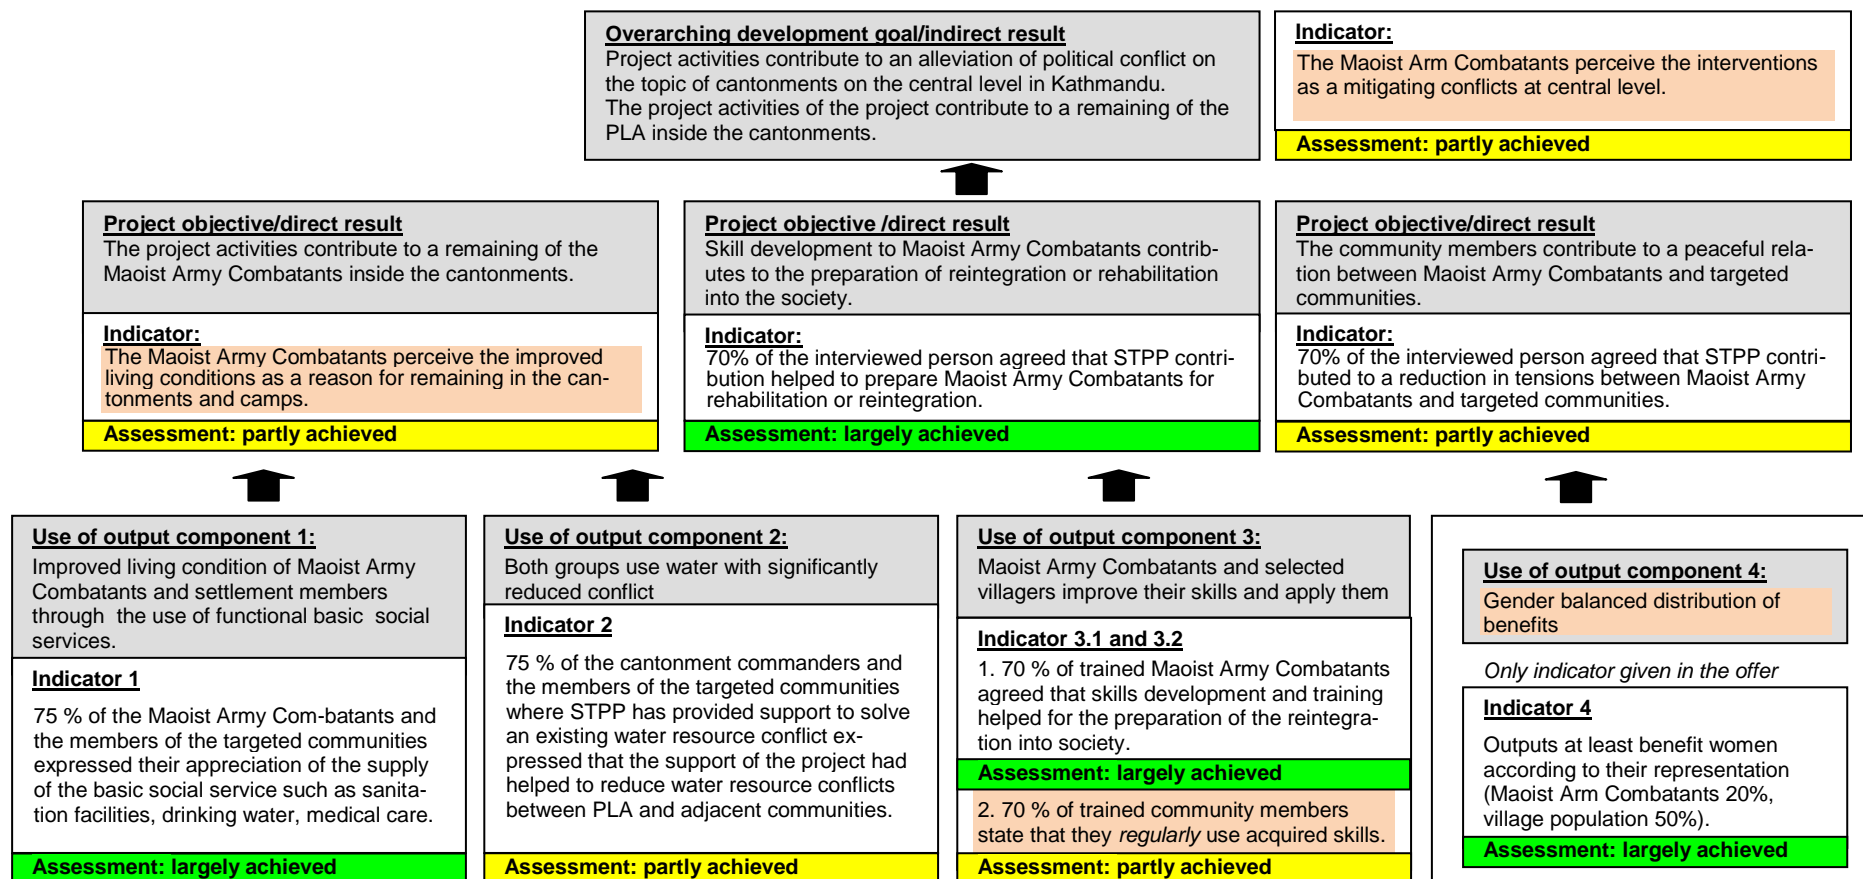 Overarching development goal/indirect result
Project activities contribute to an alleviation of political conflict on
the topic of cantonments on the central level in Kathmandu.
The project activities of the project contribute to a remaining of the
PLA inside the cantonments.
Indicator:
The Maoist Arm Combatants perceive the interventions
as a mitigating conflicts at central level.
Assessment: partly achieved
Project objective/direct result
The project activities contribute to a remaining of the
Maoist Army Combatants inside the cantonments.
Indicator:
The Maoist Army Combatants perceive the improved
living conditions as a reason for remaining in the can-
tonments and camps.
Assessment: partly achieved
Project objective /direct result
Skill development to Maoist Army Combatants contrib-
utes to the preparation of reintegration or rehabilitation
into the society.
Indicator:
70% of the interviewed person agreed that STPP contri-
bution helped to prepare Maoist Army Combatants for
rehabilitation or reintegration.
Assessment: largely achieved
Project objective/direct result
The community members contribute to a peaceful rela-
tion between Maoist Army Combatants and targeted
communities.
Indicator:
70% of the interviewed person agreed that STPP contri-
buted to a reduction in tensions between Maoist Army
Combatants and targeted communities.
Assessment: partly achieved
Use of output component 1:
Improved living condition of Maoist Army
Combatants and settlement members
through the use of functional basic social
services.
Indicator 1
75 % of the Maoist Army Com-batants and
the members of the targeted communities
expressed their appreciation of the supply
of the basic social service such as sanita-
tion facilities, drinking water, medical care.
Assessment: largely achieved
Use of output component 2:
Both groups use water with significantly
reduced conflict
Indicator 2
75 % of the cantonment commanders and
the members of the targeted communities
where STPP has provided support to solve
an existing water resource conflict ex-
pressed that the support of the project had
helped to reduce water resource conflicts
between PLA and adjacent communities.
Assessment: partly achieved
Use of output component 3:
Maoist Army Combatants and selected
villagers improve their skills and apply them
Indicator 3.1 and 3.2
1. 70 % of trained Maoist Army Combatants
agreed that skills development and training
helped for the preparation of the reintegra-
tion into society.
Assessment: largely achieved
2. 70 % of trained community members
state that they regularly use acquired skills.
Assessment: partly achieved
Use of output component 4:
Gender balanced distribution of
benefits
Only indicator given in the offer
Indicator 4
Outputs at least benefit women
according to their representation
(Maoist Arm Combatants 20%,
village population 50%).
Assessment: largely achieved